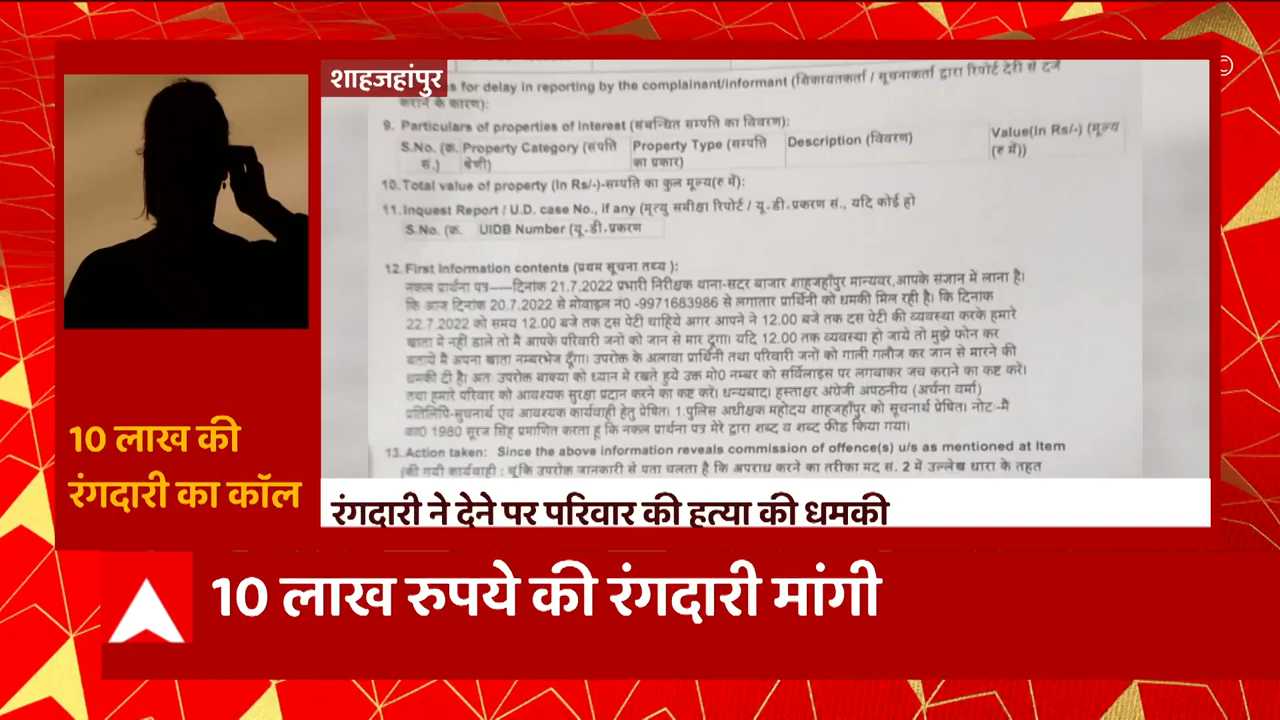 शाहजहांपुर
s for delay in reporting by the complainant/informant (शिकायतकर्ता / सूचनाकर्ता द्वारा रिपोर्ट देरी से दर्ज
कराने के कारण):
9. Particulars of properties of interest (संबन्धित सम्पत्ति का विवरण):
S.No. (क्र. सं.) Property Category (संपत्ति श्रेणी) Property Type (सम्पत्ति का प्रकार) Description (विवरण) Value(In Rs/-) (मूल्य (रु में))
10. Total value of property (In Rs/-)-सम्पत्ति का कुल मूल्य(रु में):
11. Inquest Report / U.D. case No., if any (मृत्यु समीक्षा रिपोर्ट / यू.डी.प्रकरण सं., यदि कोई हो
S.No. (क्र. UIDB Number (यू.डी.प्रकरण
12. First Information contents (प्रथम सूचना तथ्य ):
नकल प्रार्थना पत्र——दिनांक 21.7.2022 प्रभारी निरीक्षक थाना-सदर बाजार शाहजहाँपुर मान्यवर,आपके संज्ञान में लाना है।
कि आज दिनांक 20.7.2022 से मोबाइल न0 -9971683986 से लगातार प्रार्थिनी को धमकी मिल रही है। कि दिनांक
22.7.2022 को समय 12.00 बजे तक दस पेटी चाहिये अगर आपने ने 12.00 बजे तक दस पेटी की व्यवस्था करके हमारे
खाता में नहीं डाले तो मै आपके परिवारी जनों को जान से मार दूगा। यदि 12.00 तक व्यवस्था हो जाये तो मुझे फोन कर
बताये मै अपना खाता नम्बरभेज दूँगा। उपरोक्त के अलावा प्रार्थिनी तथा परिवारी जनों को गाली गलौज कर जान से मारने की
धमकी दी है। अत उपरोक्त बाक्या को ध्यान में रखते हुये उक्त मो0 नम्बर को सर्विलाइंस पर लगवाकर जच कराने का कष्ट करे।
तथा हमारे परिवार को आवश्यक सुरक्षा प्रदान करने का कष्ट करे। धन्यबाद। हस्ताक्षर अंग्रेजी अपठनीय (अर्चना वर्मा)
प्रतिलिपि-सुचनार्थ एवं आवश्यक कार्यवाही हेतु प्रेषित। 1.पुलिस अधीक्षक महोदय शाहजहाँपुर को सूचनार्थ प्रेषित। नोट -मै
का0 1980 सूरज सिंह प्रमाणित करता हूं कि नकल प्रार्थना पत्र मेरे द्वारा शब्द व शब्द फीड किया गया।
13. Action taken: Since the above information reveals commission of offence(s) u/s as mentioned at Item
(की गयी कार्यवाही : चूंकि उपरोक्त जानकारी से पता चलता है कि अपराध करने का तरीका मद सं. 2 में उल्लेख धारा के तहत
10 लाख की
रंगदारी का कॉल
रंगदारी ने देने पर परिवार की हत्या की धमकी
10 लाख रुपये की रंगदारी मांगी